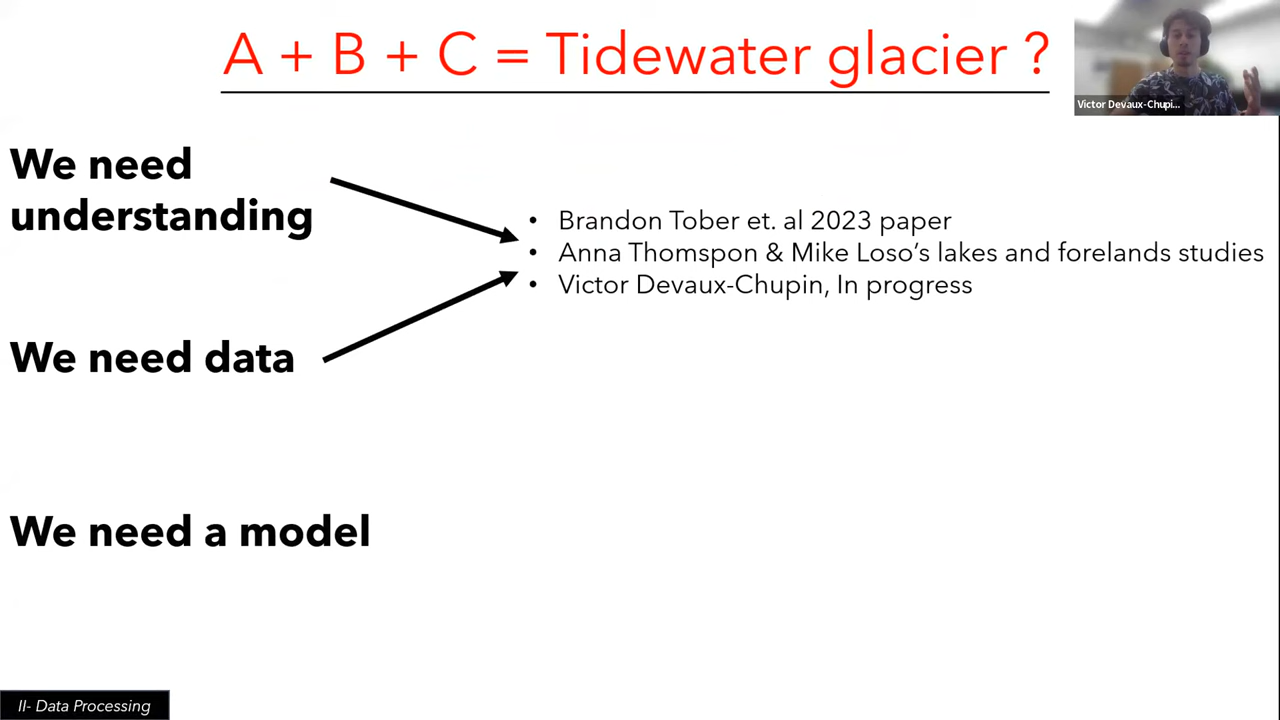 A + B + C = Tidewater glacier ?
Victor Devaux-Chupi...
We need
understanding
• Brandon Tober et. al 2023 paper
• Anna Thomspon & Mike Loso’s lakes and forelands studies
• Victor Devaux-Chupin, In progress
We need data
We need a model
II- Data Processing